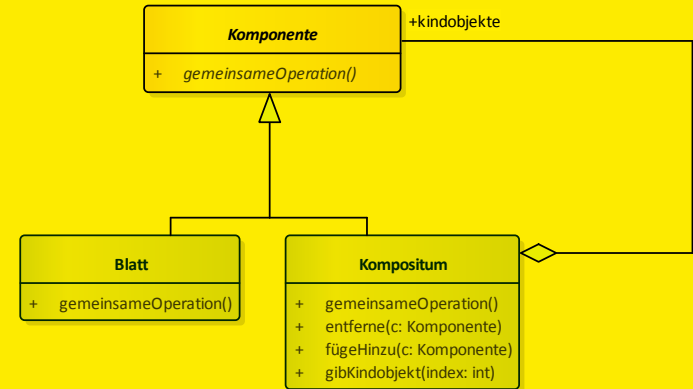 +kindobjekte
Komponente
+ gemeinsameOperation()
Blatt
+ gemeinsameOperation()
Kompositum
+ gemeinsameOperation()
+ entferne(c: Komponente)
+ fügeHinzu(c: Komponente)
+ gibKindobjekt(index: int)